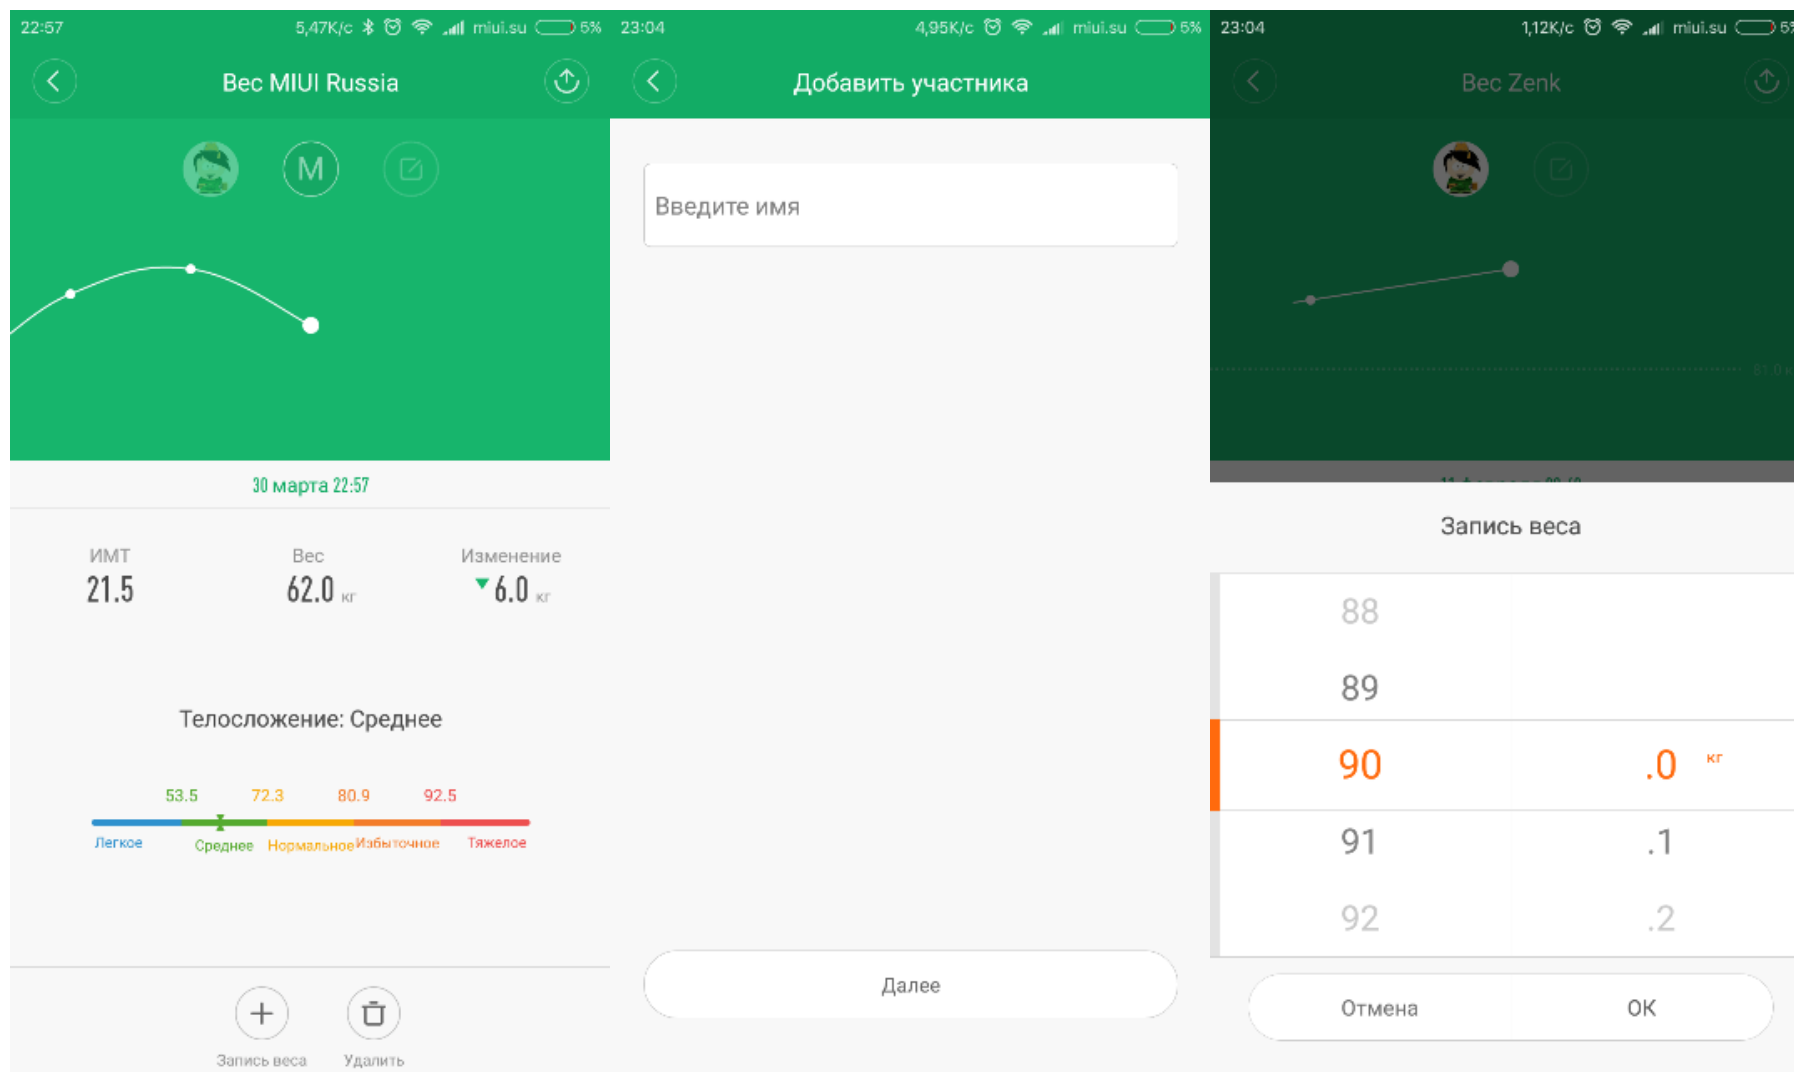 22:57 5,47K/c miui.su 5%
Вес MIUI Russia
M
30 марта 22:57
ИМТ Вес Изменение
21.5 62.0 кг 6.0 кг
Телосложение: Среднее
53.5 72.3 80.9 92.5
Легкое Среднее Нормальное Избыточное Тяжелое
Запись веса Удалить
23:04 4,95K/c miui.su 5%
Добавить участника
Введите имя
Далее
23:04 1,12K/c miui.su 5%
Вес Zenk
81.0
Запись веса
88
89
90 .0 кг
91 .1
92 .2
Отмена OK